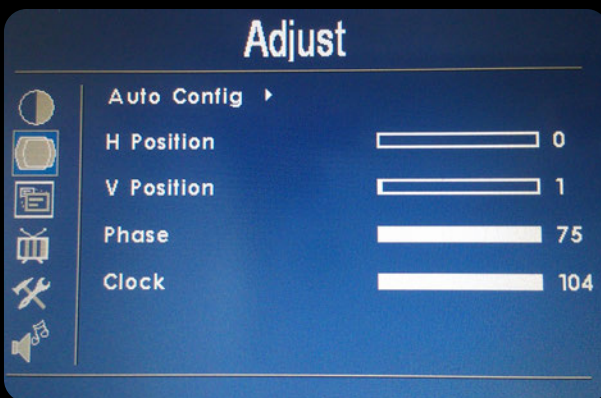 Adjust
Auto Config
H Position 0
V Position 1
Phase 75
Clock 104